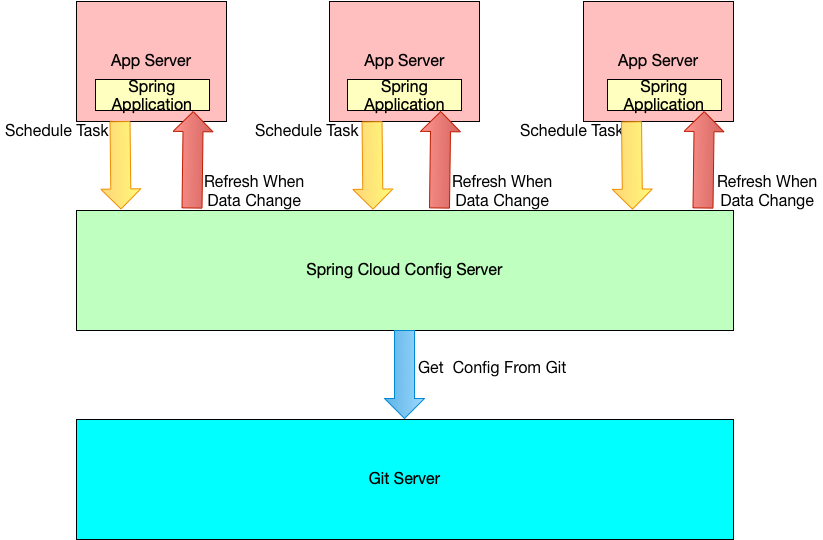 App Server
App Server
App Server
Spring
Application
Spring
Application
Spring
Application
Schedule Task
Schedule Task
Schedule Task
Refresh When
Data Change
Refresh When
Data Change
Refresh When
Data Change
Spring Cloud Config Server
Get  Config From Git
Git Server